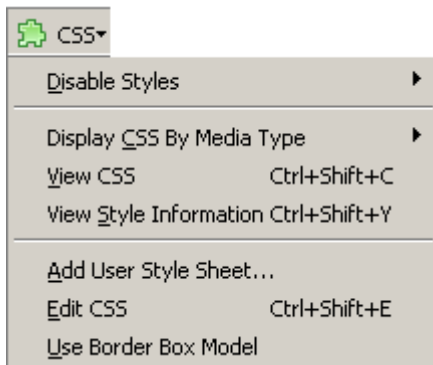 CSS
Disable Styles
Display CSS By Media Type
View CSS Ctrl+Shift+C
View Style Information Ctrl+Shift+Y
Add User Style Sheet...
Edit CSS Ctrl+Shift+E
Use Border Box Model